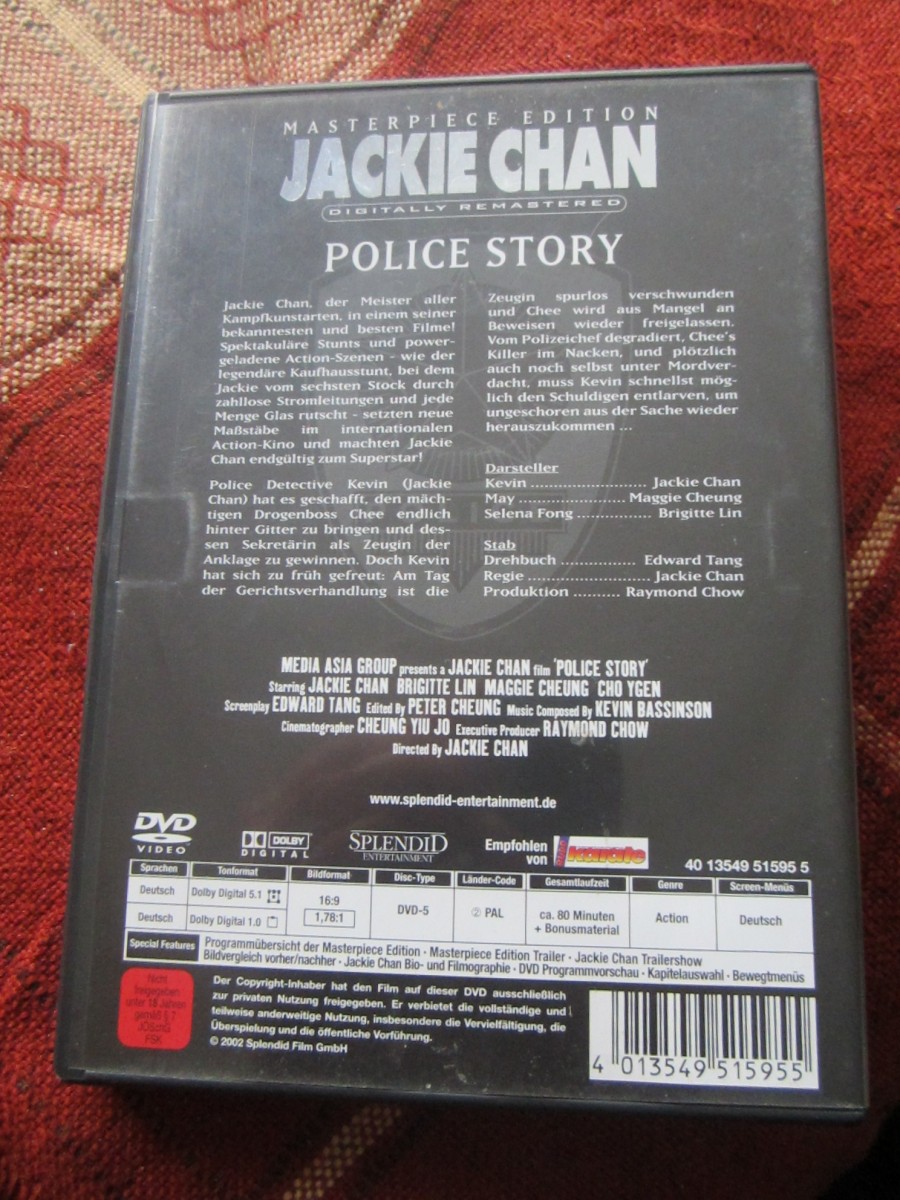 MASTERPIECE EDITION
JACKIE CHAN
DIGITALLY REMASTERED
POLICE STORY
Jackie Chan, der Meister aller
Kampfkunstarten, in einem seiner
bekanntesten und besten Filme!
Spektakuläre Stunts und power-
geladene Action-Szenen - wie der
legendäre Kaufhausstunt, bei dem
Jackie vom sechsten Stock durch
zahllose Stromleitungen und jede
Menge Glas rutscht - setzten neue
Maßstäbe im internationalen
Action-Kino und machten Jackie
Chan endgültig zum Superstar!
Police Detective Kevin (Jackie
Chan) hat es geschafft, den mäch-
tigen Drogenboss Chee endlich
hinter Gitter zu bringen und des-
sen Sekretärin als Zeugin der
Anklage zu gewinnen. Doch Kevin
hat sich zu früh gefreut: Am Tag
der Gerichtsverhandlung ist die
Zeugin spurlos verschwunden
und Chee wird aus Mangel an
Beweisen wieder freigelassen.
Vom Polizeichef degradiert, Chee's
Killer im Nacken, und plötzlich
auch noch selbst unter Mordver-
dacht, muss Kevin schnellst mög-
lich den Schuldigen entlarven, um
ungeschoren aus der Sache wieder
herauszukommen ...
Darsteller
Kevin ........................ Jackie Chan
May ...................... Maggie Cheung
Selena Fong ................ Brigitte Lin
Stab
Drehbuch ................ Edward Tang
Regie .......................... Jackie Chan
Produktion .......... Raymond Chow
MEDIA ASIA GROUP presents a JACKIE CHAN film 'POLICE STORY'
Starring JACKIE CHAN BRIGITTE LIN MAGGIE CHEUNG CHO YGEN
Screenplay EDWARD TANG Edited By PETER CHEUNG Music Composed By KEVIN BASSINSON
Cinematographer CHEUNG YIU JO Executive Producer RAYMOND CHOW
Directed By JACKIE CHAN
www.splendid-entertainment.de
DVD VIDEO
DOLBY DIGITAL
SPLENDID ENTERTAINMENT
Empfohlen von karate
40 13549 51595 5
Sprachen Tonformat Bildformat Disc-Type Länder-Code Gesamtlaufzeit Genre Screen-Menüs
Deutsch Dolby Digital 5.1 16:9 DVD-5 2 PAL ca. 80 Minuten + Bonusmaterial Action Deutsch
Deutsch Dolby Digital 1.0 1,78:1
Special Features
Programmübersicht der Masterpiece Edition · Masterpiece Edition Trailer · Jackie Chan Trailershow
Bildvergleich vorher/nachher · Jackie Chan Bio- und Filmographie · DVD Programmvorschau · Kapitelauswahl · Bewegtmenüs
Nicht
freigegeben
unter 18 Jahren
gemäß § 7
JÖSchG
FSK
Der Copyright-Inhaber hat den Film auf dieser DVD ausschließlich
zur privaten Nutzung freigegeben. Er verbietet die vollständige und
teilweise anderweitige Nutzung, insbesondere die Vervielfältigung, die
Überspielung und die öffentliche Vorführung.
© 2002 Splendid Film GmbH
4 013549 515955